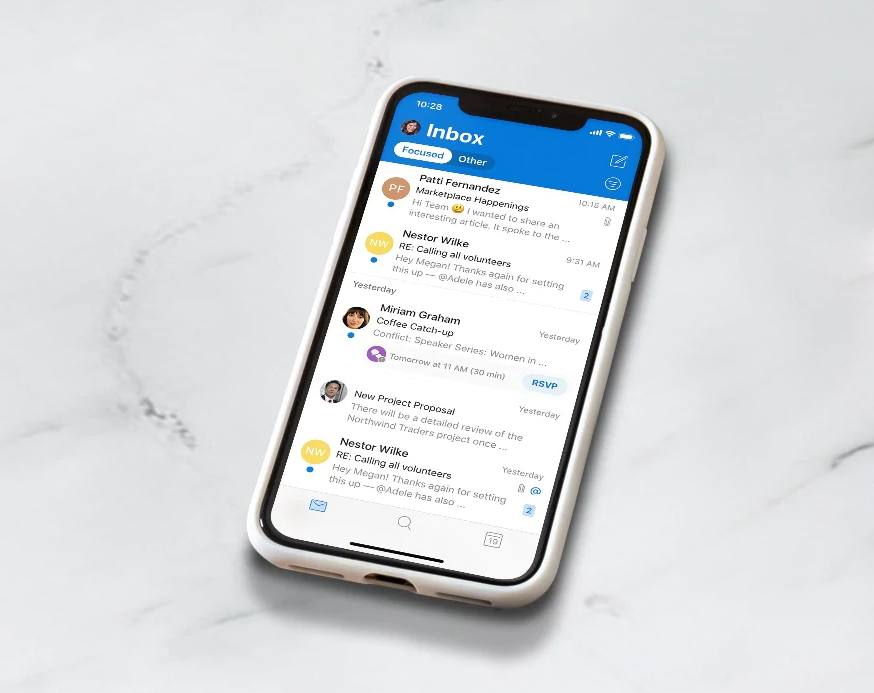 10:28
Inbox
Focused Other
PF
Patti Fernandez
Marketplace Happenings
10:15 AM
Hi Team 😀 I wanted to share an
interesting article. It spoke to the ...
NW
Nestor Wilke
RE: Calling all volunteers
9:31 AM
Hey Megan! Thanks again for setting
this up — @Adele has also ...
2
Yesterday
Miriam Graham
Coffee Catch-up
Yesterday
Conflict: Speaker Series: Women in ...
Tomorrow at 11 AM (30 min)
RSVP
New Project Proposal
Yesterday
There will be a detailed review of the
Northwind Traders project once ...
NW
Nestor Wilke
RE: Calling all volunteers
Yesterday
@
Hey Megan! Thanks again for setting
this up — @Adele has also ...
2
19